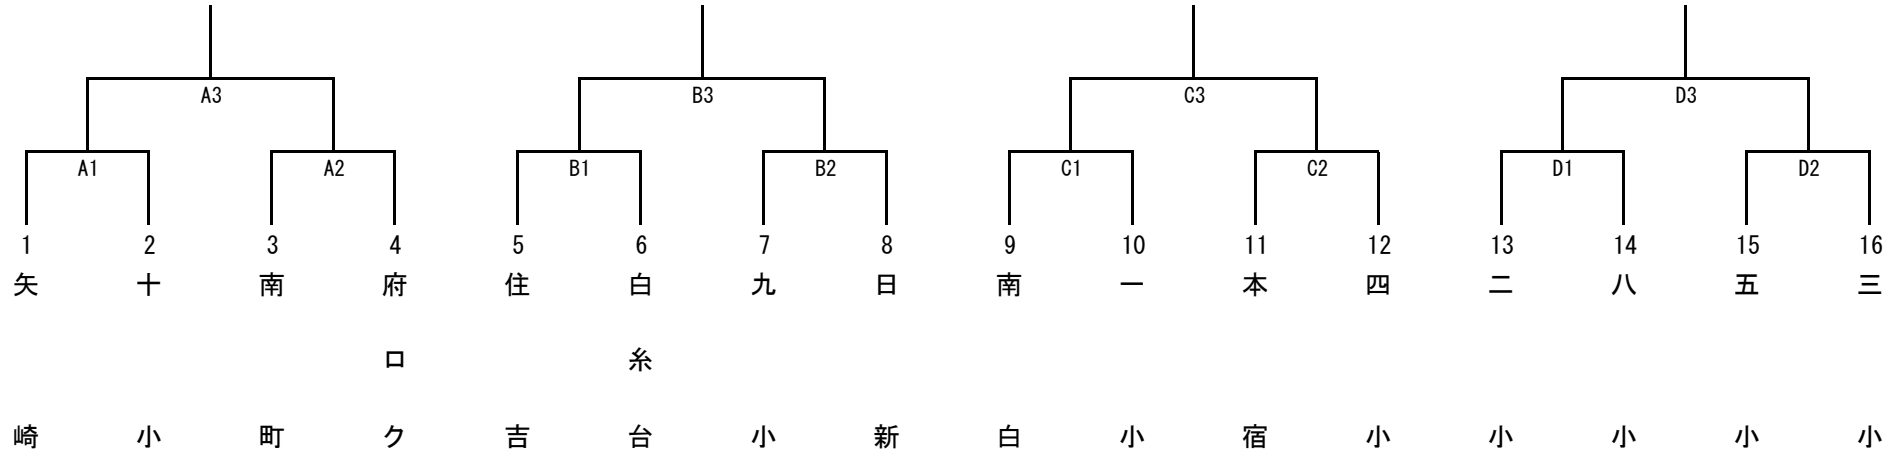 A3 B3 C3 D3
A1 A2 B1 B2 C1 C2 D1 D2
1 2 3 4 5 6 7 8 9 10 11 12 13 14 15 16
矢崎
十小
南町
府ロク
住吉
白糸台
九小
日新
南白
一小
本宿
四小
二小
八小
五小
三小